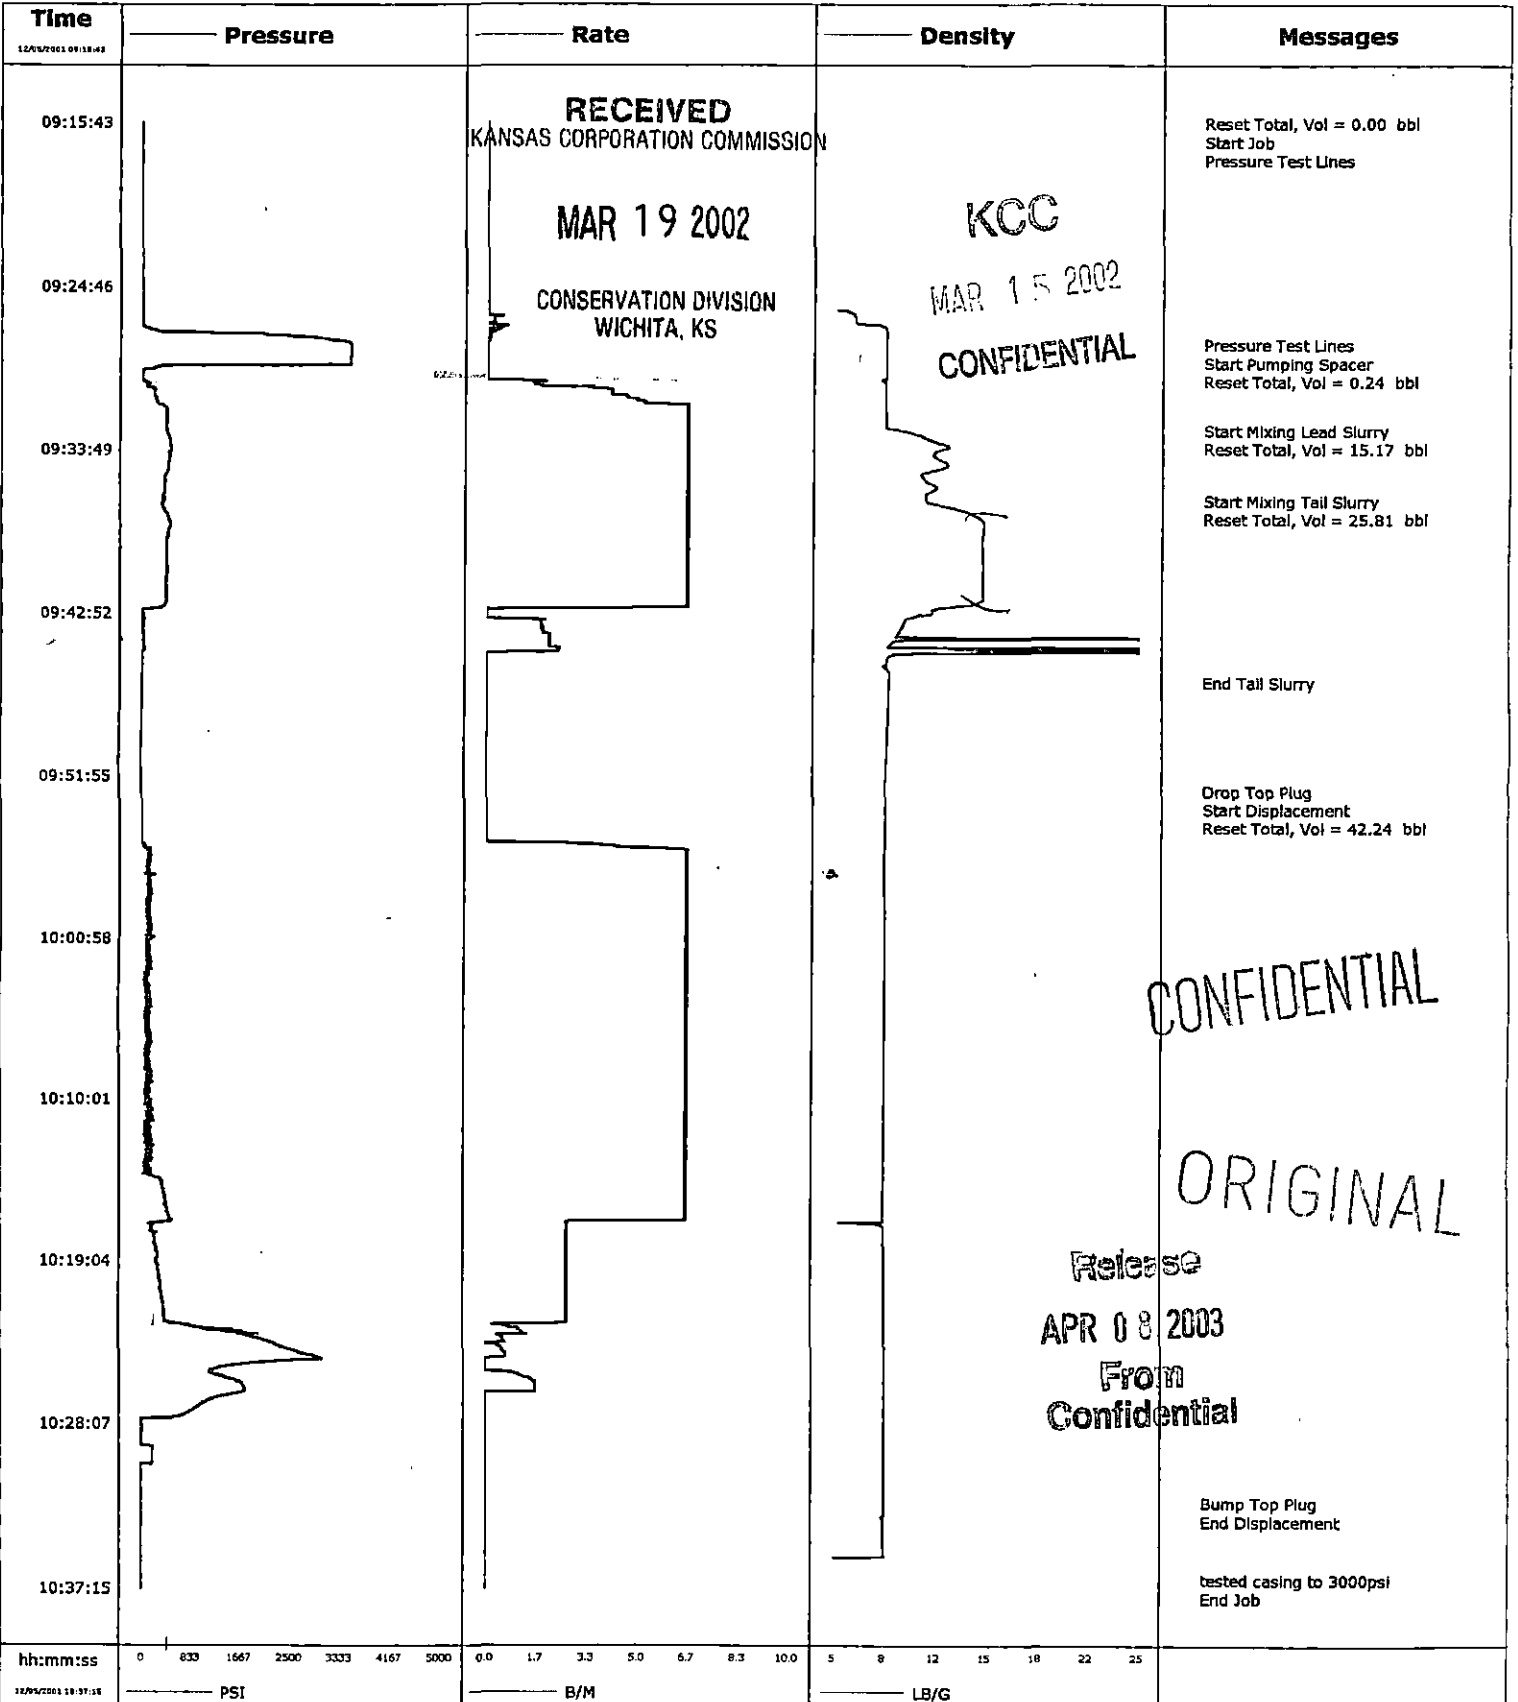 Time
Pressure
Rate
Density
Messages
RECEIVED
KANSAS CORPORATION COMMISSION
MAR 19 2002
CONSERVATION DIVISION
WICHITA, KS
KCC
MAR 15 2002
CONFIDENTIAL
09:15:43
Reset Total, Vol = 0.00 bbl
Start Job
Pressure Test Lines
09:24:46
Pressure Test Lines
Start Pumping Spacer
Reset Total, Vol = 0.24 bbl
09:33:49
Start Mixing Lead Slurry
Reset Total, Vol = 15.17 bbl
Start Mixing Tail Slurry
Reset Total, Vol = 25.81 bbl
09:42:52
End Tail Slurry
09:51:55
Drop Top Plug
Start Displacement
Reset Total, Vol = 42.24 bbl
10:00:58
CONFIDENTIAL
10:10:01
ORIGINAL
10:19:04
Release
APR 08 2003
From
Confidential
10:28:07
Bump Top Plug
End Displacement
10:37:15
tested casing to 3000psi
End Job
hh:mm:ss
0 833 1667 2500 3333 4167 5000
0.0 1.7 3.3 5.0 6.7 8.3 10.0
5 8 12 15 18 22 25
PSI
B/M
LB/G